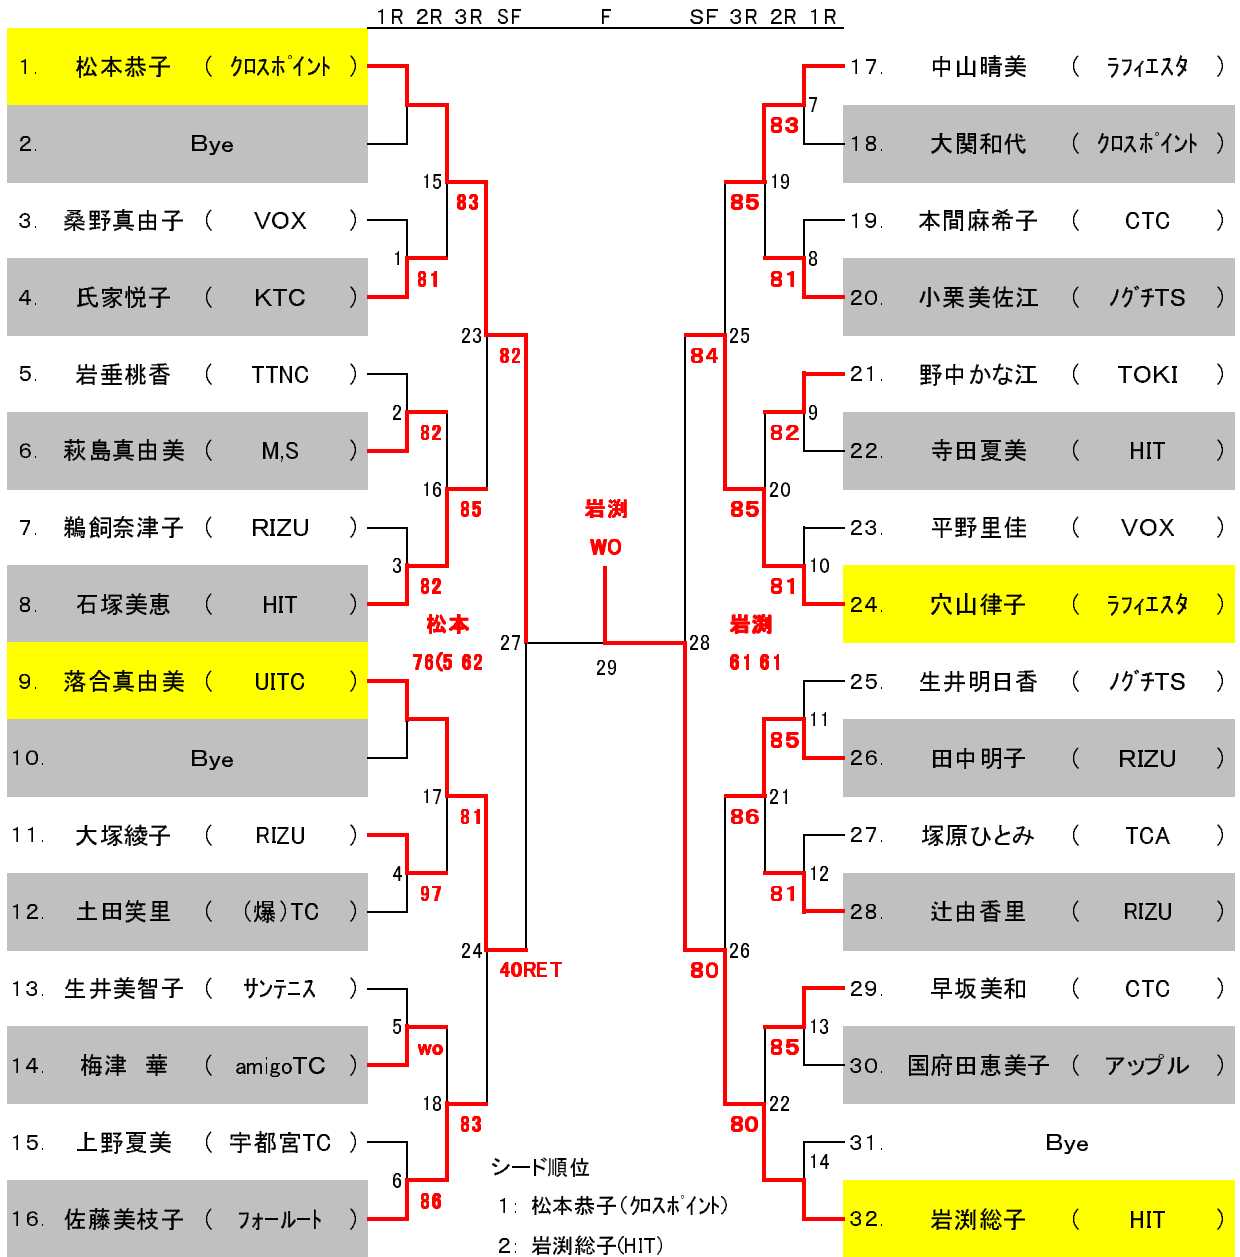 1R 2R 3R SF F SF 3R 2R 1R
1. 松本恭子 ( クロスポイント )
2. Bye
3. 桑野真由子 ( VOX )
4. 氏家悦子 ( KTC )
5. 岩垂桃香 ( TTNC )
6. 萩島真由美 ( M,S )
7. 鵜飼奈津子 ( RIZU )
8. 石塚美恵 ( HIT )
9. 落合真由美 ( UITC )
10. Bye
11. 大塚綾子 ( RIZU )
12. 土田笑里 ( (爆)TC )
13. 生井美智子 ( サンテニス )
14. 梅津 華 ( amigoTC )
15. 上野夏美 ( 宇都宮TC )
16. 佐藤美枝子 ( フォールート )
1
81
2
82
3
82
4
97
5
wo
6
86
15
83
16
85
17
81
18
83
23
82
24
40RET
松本
76(5 62
27
岩渕
WO
29
岩渕
61 61
28
25
84
26
80
19
85
20
85
21
86
22
80
7
83
8
81
9
82
10
81
11
85
12
81
13
85
14
17. 中山晴美 ( ラフィエスタ )
18. 大関和代 ( クロスポイント )
19. 本間麻希子 ( CTC )
20. 小栗美佐江 ( ノグチTS )
21. 野中かな江 ( TOKI )
22. 寺田夏美 ( HIT )
23. 平野里佳 ( VOX )
24. 穴山律子 ( ラフィエスタ )
25. 生井明日香 ( ノグチTS )
26. 田中明子 ( RIZU )
27. 塚原ひとみ ( TCA )
28. 辻由香里 ( RIZU )
29. 早坂美和 ( CTC )
30. 国府田恵美子 ( アップル )
31. Bye
32. 岩渕総子 ( HIT )
シード順位
1: 松本恭子(クロスポイント)
2: 岩渕総子(HIT)